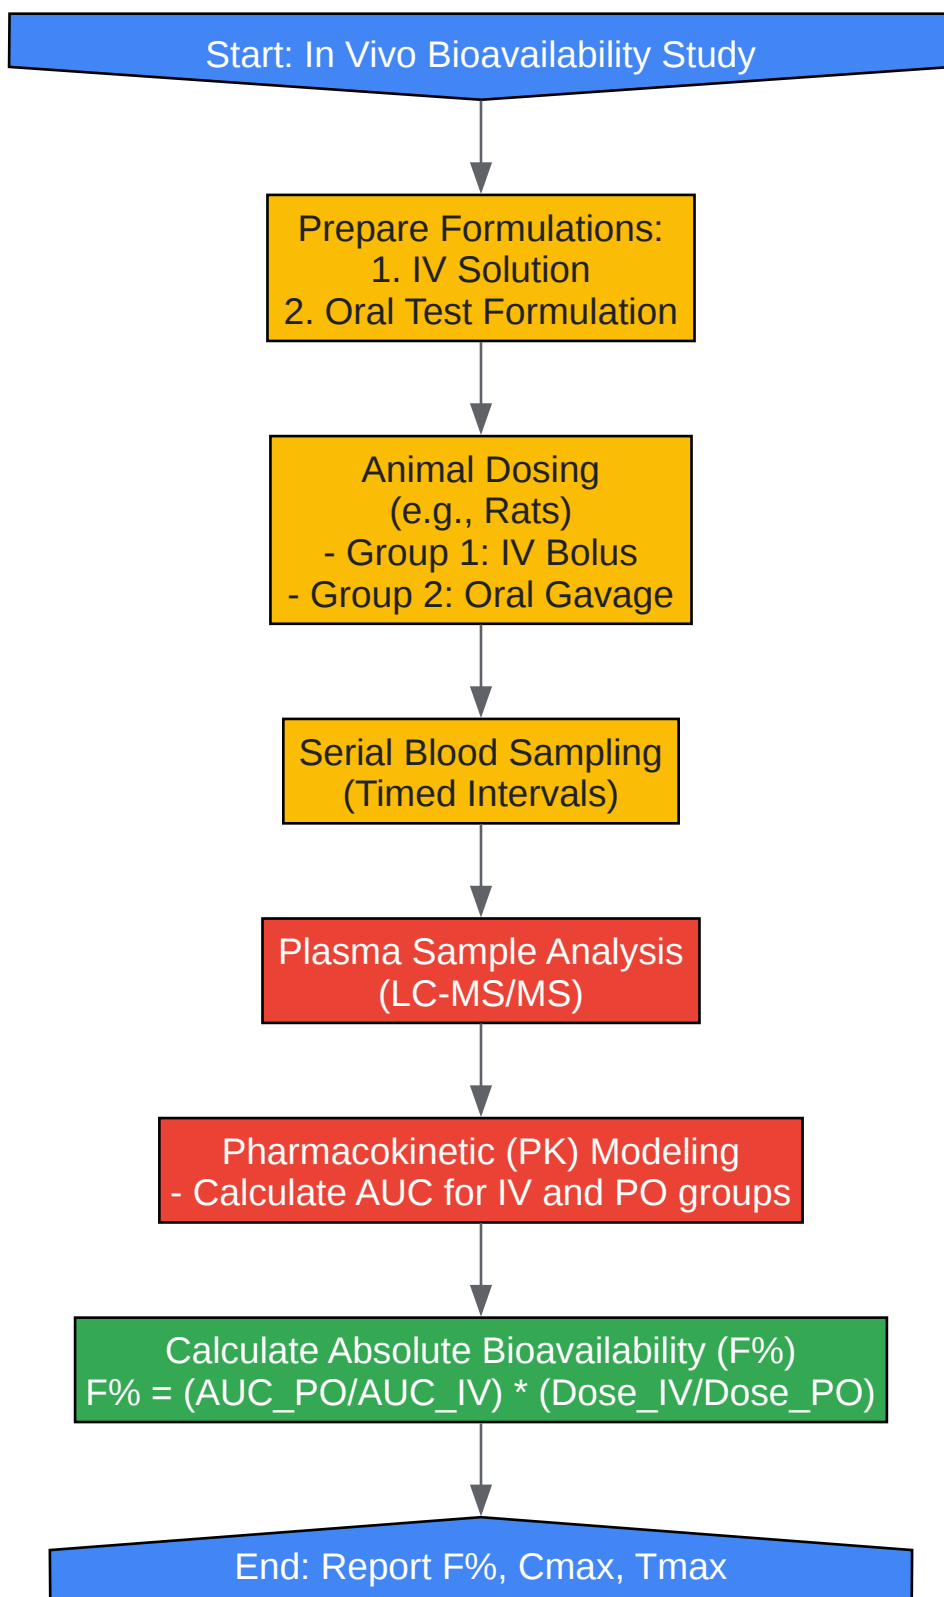 Start: In Vivo Bioavailability Study
Prepare Formulations:
1. IV Solution
2. Oral Test Formulation
Animal Dosing
(e.g., Rats)
- Group 1: IV Bolus
- Group 2: Oral Gavage
Serial Blood Sampling
(Timed Intervals)
Plasma Sample Analysis
(LC-MS/MS)
Pharmacokinetic (PK) Modeling
- Calculate AUC for IV and PO groups
Calculate Absolute Bioavailability (F%)
F% = (AUC_PO/AUC_IV) * (Dose_IV/Dose_PO)
End: Report F%, Cmax, Tmax